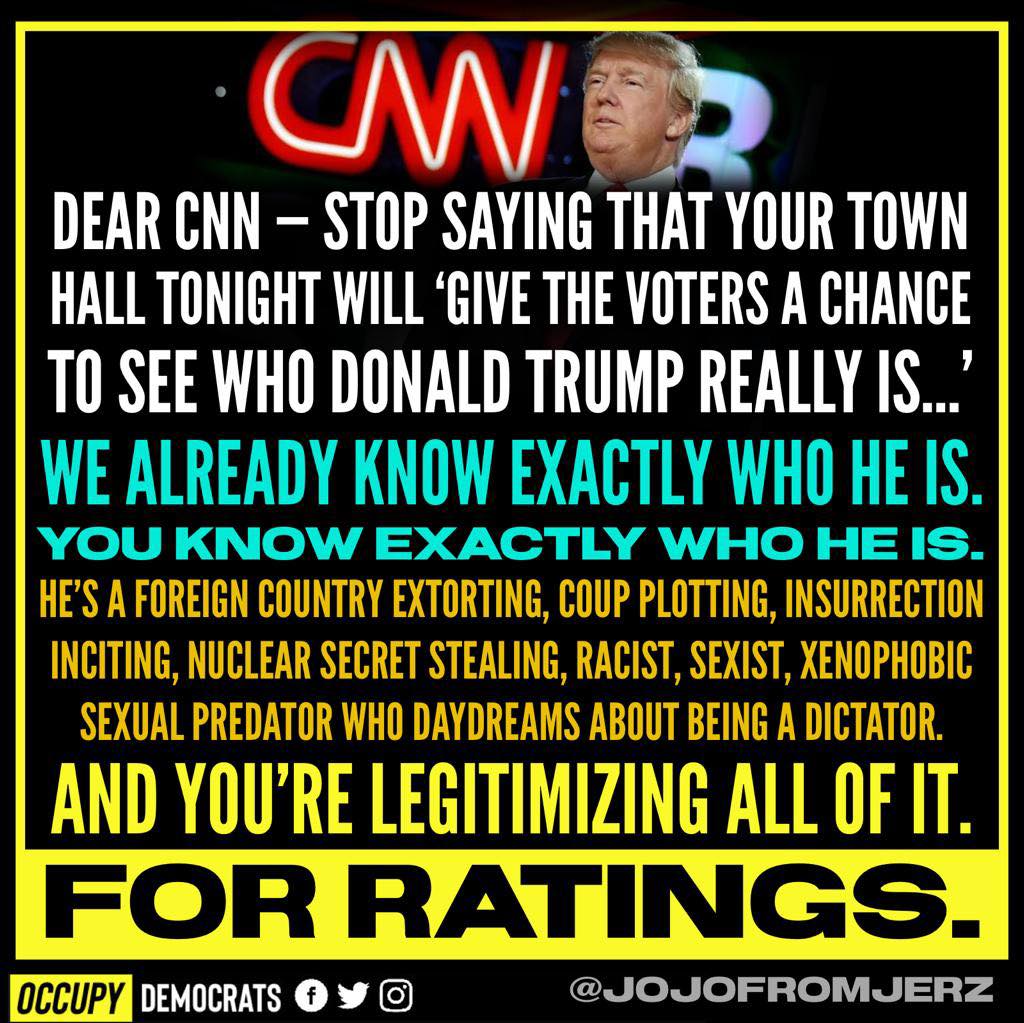 CNN
DEAR CNN – STOP SAYING THAT YOUR TOWN
HALL TONIGHT WILL ‘GIVE THE VOTERS A CHANCE
TO SEE WHO DONALD TRUMP REALLY IS...’
WE ALREADY KNOW EXACTLY WHO HE IS.
YOU KNOW EXACTLY WHO HE IS.
HE’S A FOREIGN COUNTRY EXTORTING, COUP PLOTTING, INSURRECTION
INCITING, NUCLEAR SECRET STEALING, RACIST, SEXIST, XENOPHOBIC
SEXUAL PREDATOR WHO DAYDREAMS ABOUT BEING A DICTATOR.
AND YOU’RE LEGITIMIZING ALL OF IT.
FOR RATINGS.
OCCUPY DEMOCRATS
@JOJOFROMJERZ